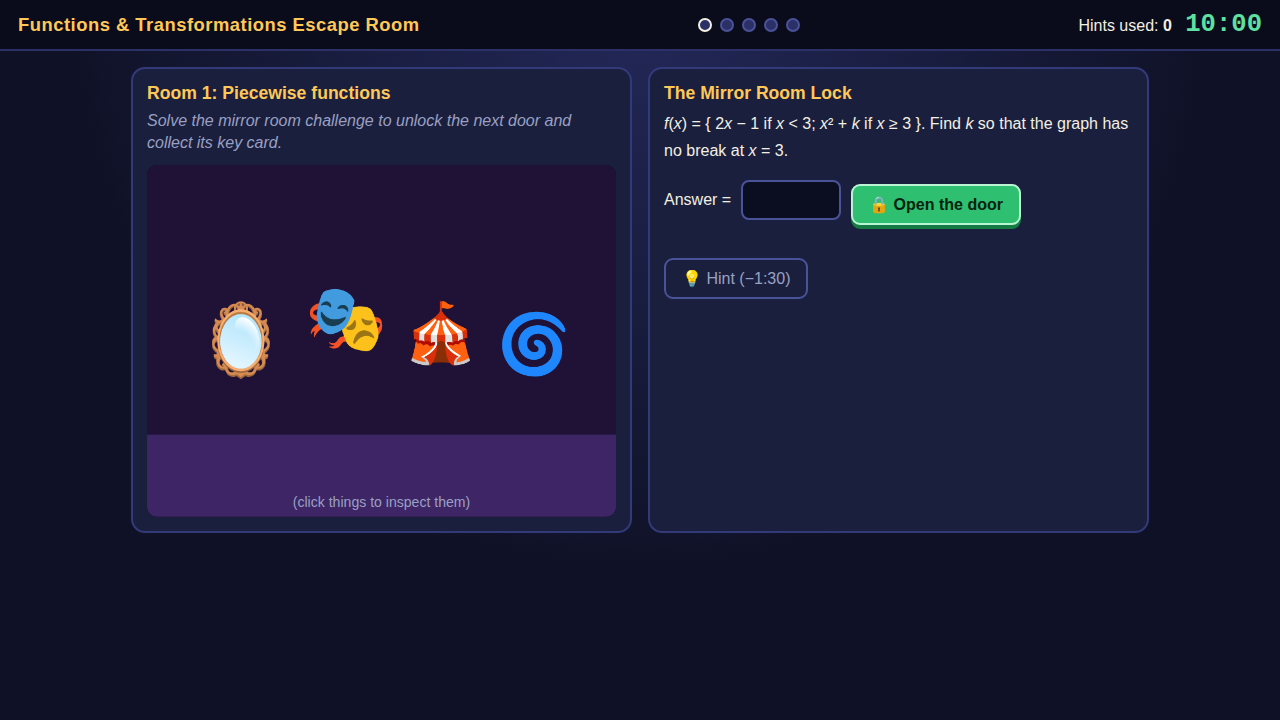 Functions & Transformations Escape Room
Hints used: 0 10:00
Room 1: Piecewise functions
Solve the mirror room challenge to unlock the next door and
collect its key card.
(click things to inspect them)
The Mirror Room Lock
f(x) = { 2x − 1 if x < 3; x² + k if x ≥ 3 }. Find k so that the graph has
no break at x = 3.
Answer =
🔒 Open the door
💡 Hint (−1:30)